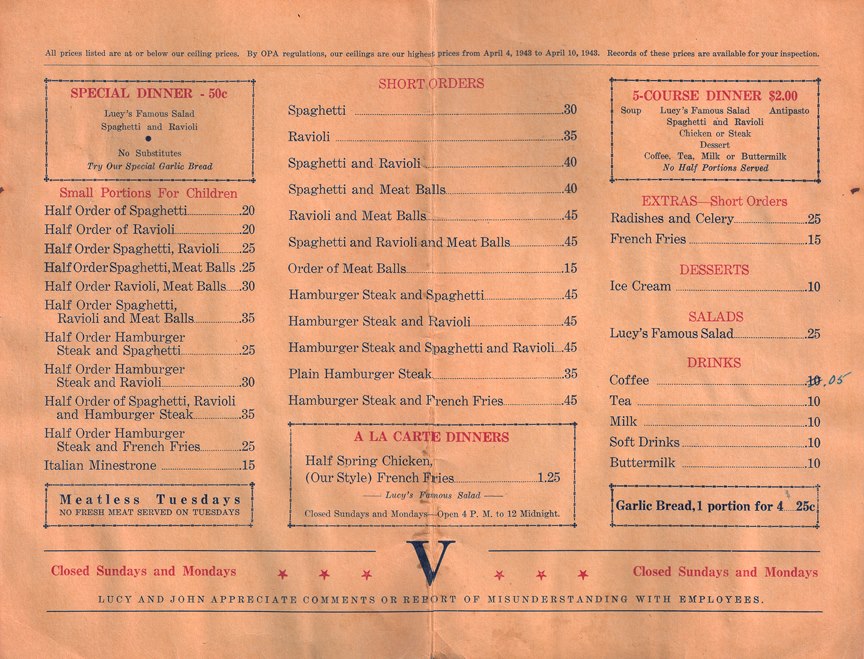 All prices listed are at or below our ceiling prices. By OPA regulations, our ceilings are our highest prices from April 4, 1943 to April 10, 1943. Records of these prices are available for your inspection.
SPECIAL DINNER - 50c
Lucy's Famous Salad
Spaghetti and Ravioli
No Substitutes
Try Our Special Garlic Bread
Small Portions For Children
Half Order of Spaghetti .20
Half Order of Ravioli .20
Half Order Spaghetti, Ravioli .25
Half Order Spaghetti, Meat Balls .25
Half Order Ravioli, Meat Balls .30
Half Order Spaghetti,
Ravioli and Meat Balls .35
Half Order Hamburger
Steak and Spaghetti .25
Half Order Hamburger
Steak and Ravioli .30
Half Order of Spaghetti, Ravioli
and Hamburger Steak .35
Half Order Hamburger
Steak and French Fries .25
Italian Minestrone .15
Meatless Tuesdays
NO FRESH MEAT SERVED ON TUESDAYS
SHORT ORDERS
Spaghetti .30
Ravioli .35
Spaghetti and Ravioli .40
Spaghetti and Meat Balls .40
Ravioli and Meat Balls .45
Spaghetti and Ravioli and Meat Balls .45
Order of Meat Balls .15
Hamburger Steak and Spaghetti .45
Hamburger Steak and Ravioli .45
Hamburger Steak and Spaghetti and Ravioli .45
Plain Hamburger Steak .35
Hamburger Steak and French Fries .45
A LA CARTE DINNERS
Half Spring Chicken,
(Our Style) French Fries 1.25
Lucy's Famous Salad
Closed Sundays and Mondays—Open 4 P. M. to 12 Midnight.
5-COURSE DINNER $2.00
Soup Lucy's Famous Salad Antipasto
Spaghetti and Ravioli
Chicken or Steak
Dessert
Coffee, Tea, Milk or Buttermilk
No Half Portions Served
EXTRAS—Short Orders
Radishes and Celery .25
French Fries .15
DESSERTS
Ice Cream .10
SALADS
Lucy's Famous Salad .25
DRINKS
Coffee .10 .05
Tea .10
Milk .10
Soft Drinks .10
Buttermilk .10
Garlic Bread, 1 portion for 4 25c
V
Closed Sundays and Mondays Closed Sundays and Mondays
LUCY AND JOHN APPRECIATE COMMENTS OR REPORT OF MISUNDERSTANDING WITH EMPLOYEES.